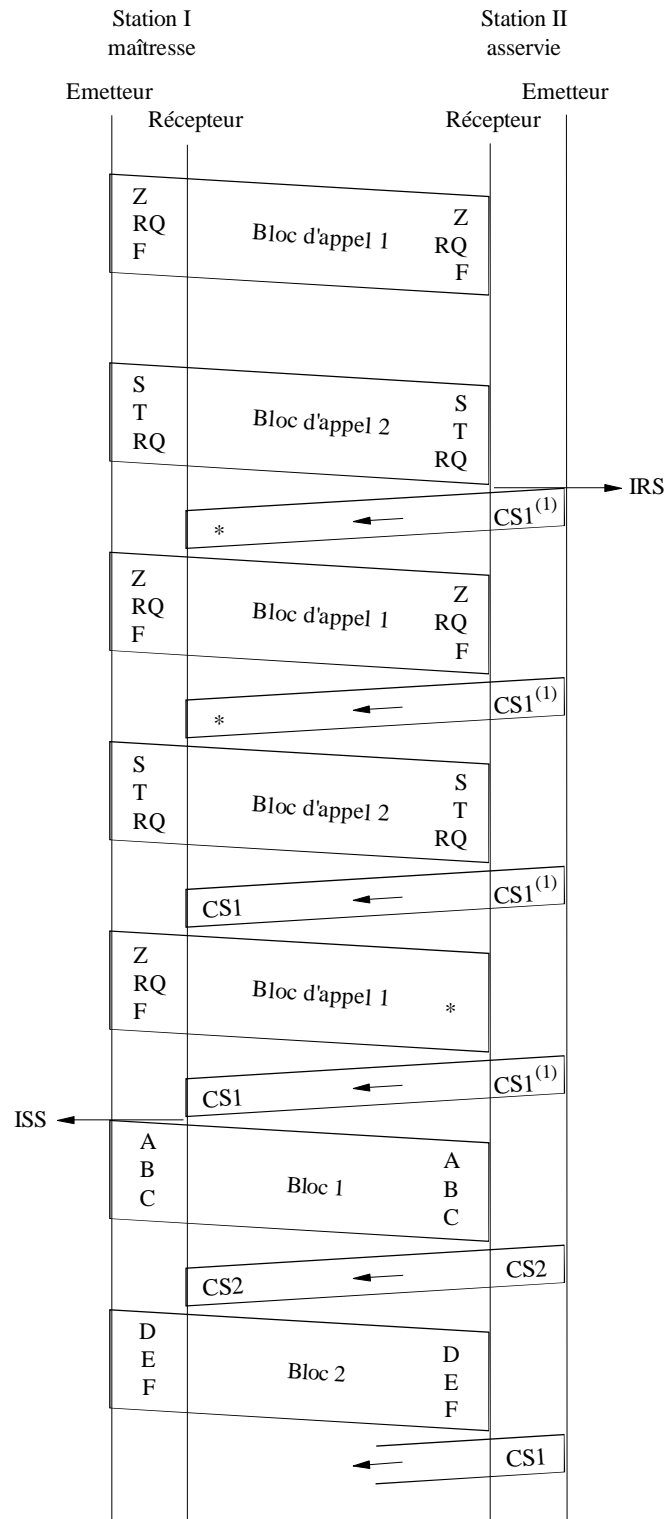 Station I
maîtresse
Station II
asservie
Emetteur
Récepteur
Récepteur
Emetteur
Z
RQ
F
Bloc d'appel 1
Z
RQ
F
S
T
RQ
Bloc d'appel 2
S
T
RQ
IRS
*
CS1(1)
Z
RQ
F
Bloc d'appel 1
Z
RQ
F
*
CS1(1)
S
T
RQ
Bloc d'appel 2
S
T
RQ
CS1
CS1(1)
Z
RQ
F
Bloc d'appel 1
*
CS1
CS1(1)
ISS
A
B
C
Bloc 1
A
B
C
CS2
CS2
D
E
F
Bloc 2
D
E
F
CS1